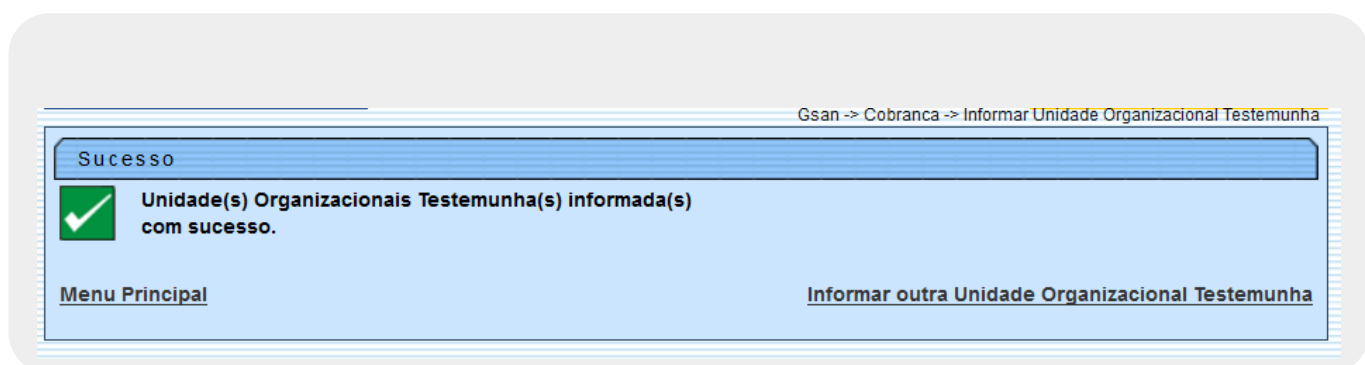 Gsan -> Cobranca -> Informar Unidade Organizacional Testemunha
Sucesso
Unidade(s) Organizacionais Testemunha(s) informada(s)
com sucesso.
Menu Principal
Informar outra Unidade Organizacional Testemunha